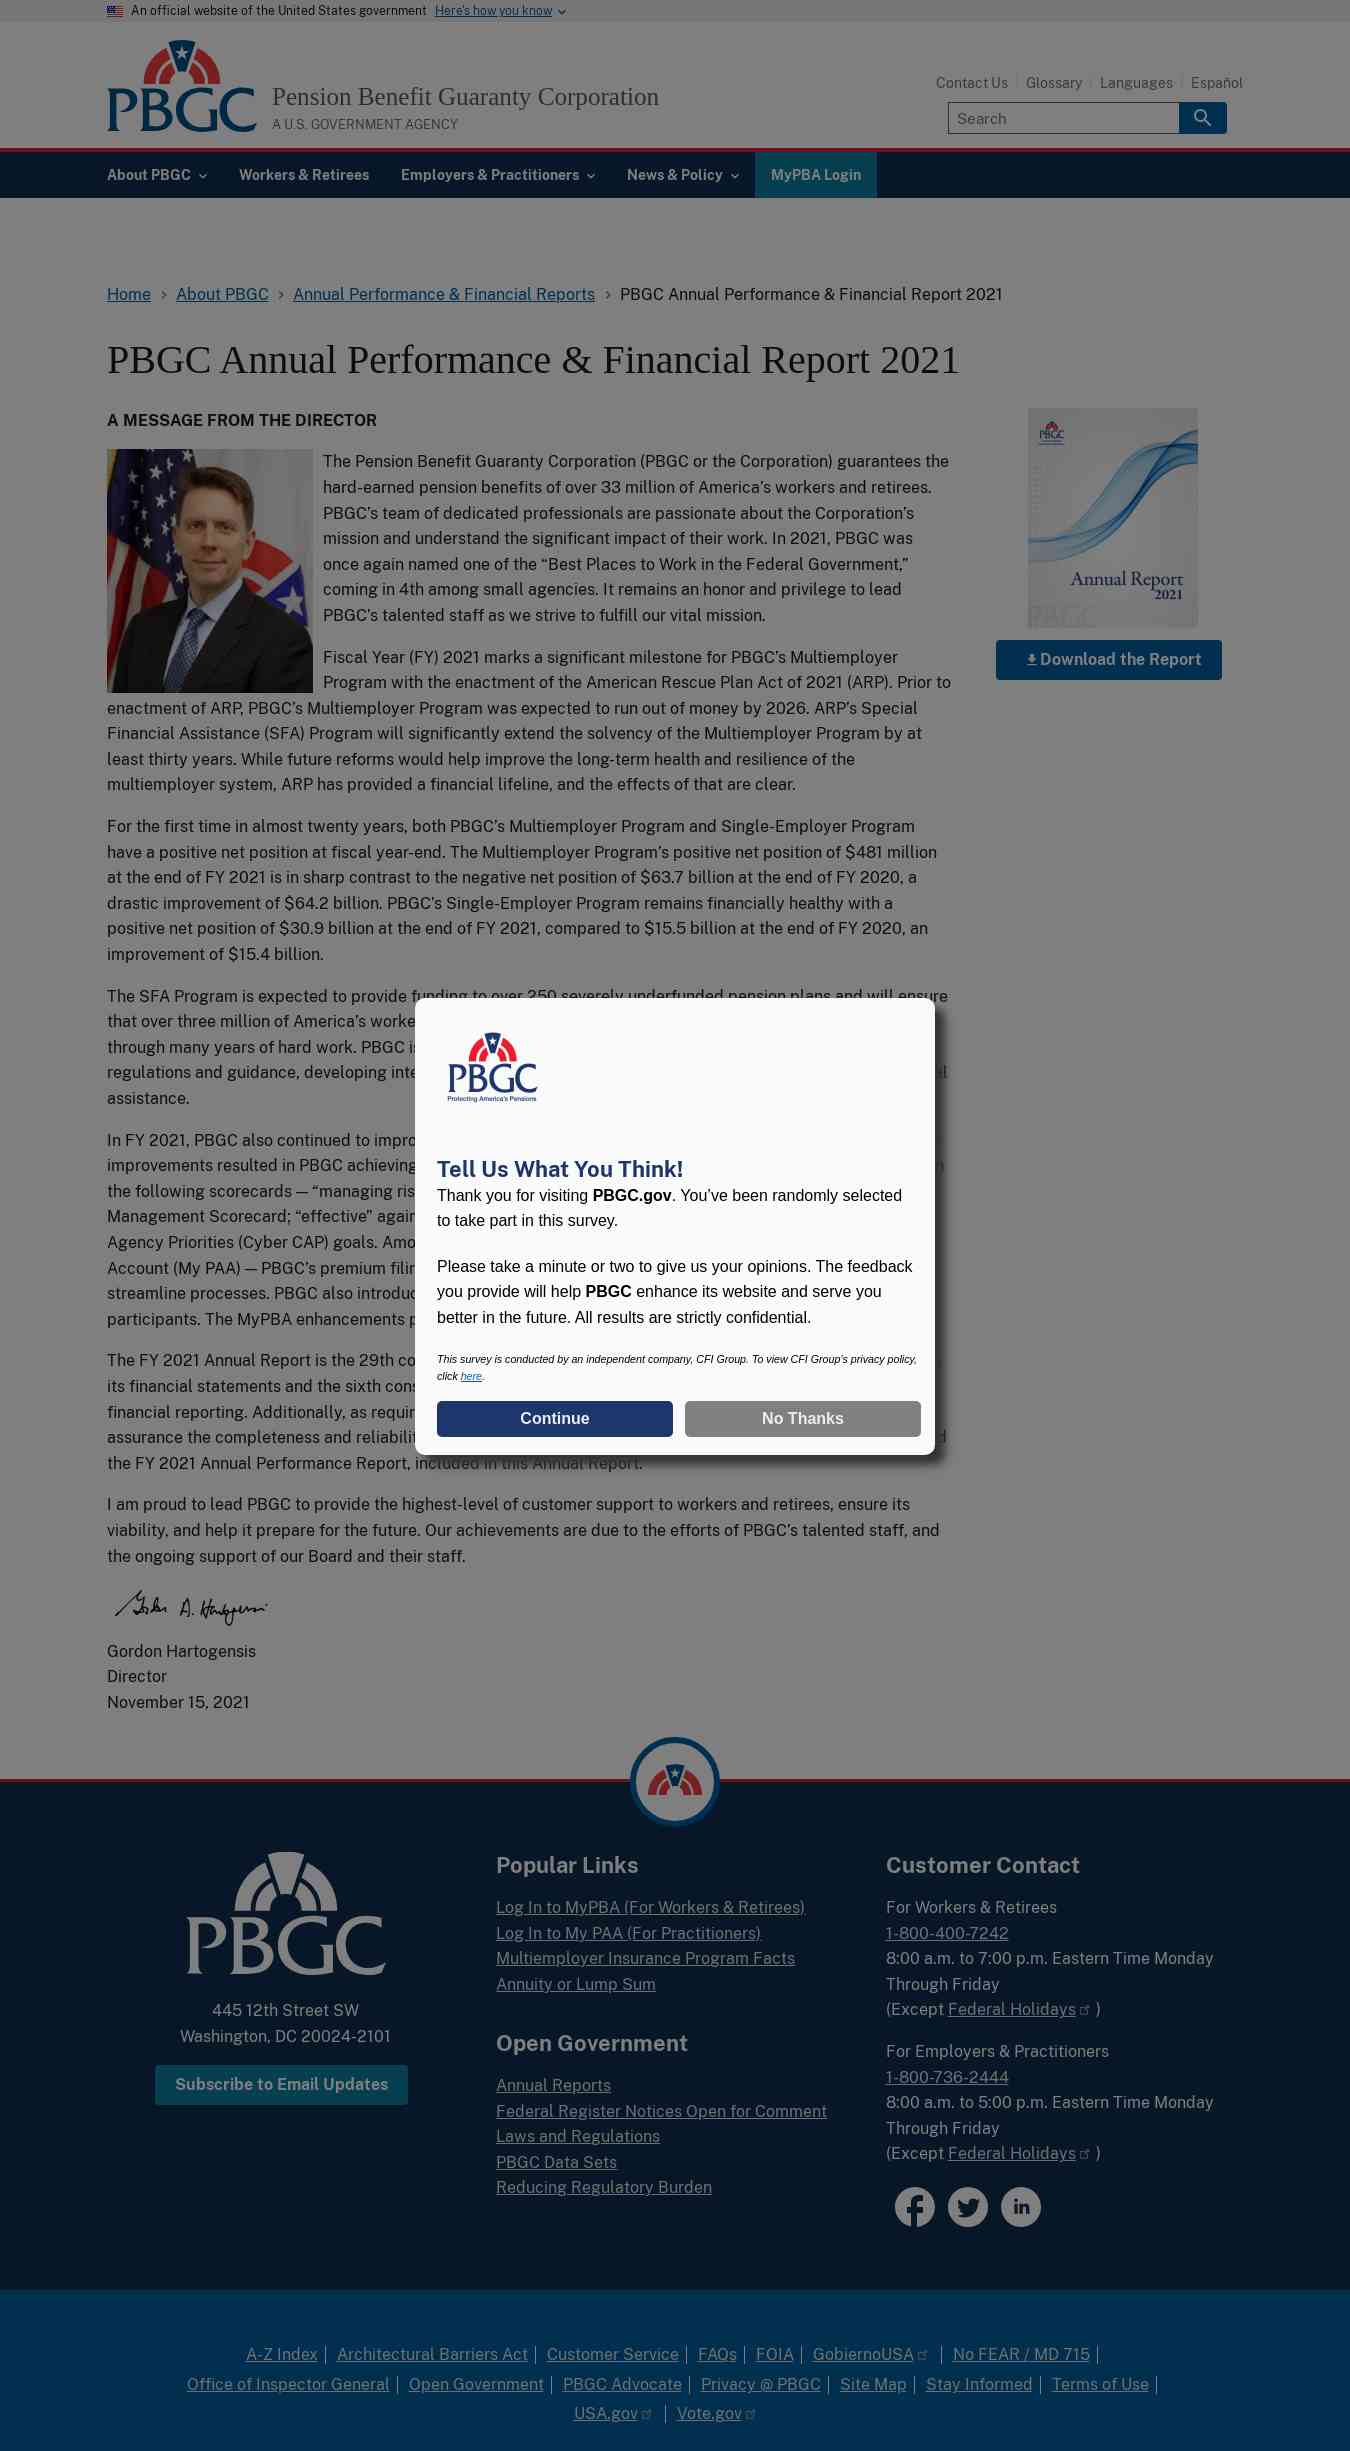 An official website of the United States government Here's how you know
PBGC
Pension Benefit Guaranty Corporation
A U.S. GOVERNMENT AGENCY
Contact Us Glossary Languages Español
Search
About PBGC Workers & Retirees Employers & Practitioners News & Policy MyPBA Login
Home About PBGC Annual Performance & Financial Reports PBGC Annual Performance & Financial Report 2021
PBGC Annual Performance & Financial Report 2021
A MESSAGE FROM THE DIRECTOR
The Pension Benefit Guaranty Corporation (PBGC or the Corporation) guarantees the
hard-earned pension benefits of over 33 million of America’s workers and retirees.
PBGC’s team of dedicated professionals are passionate about the Corporation’s
mission and understand the significant impact of their work. In 2021, PBGC was
once again named one of the “Best Places to Work in the Federal Government,”
coming in 4th among small agencies. It remains an honor and privilege to lead
PBGC’s talented staff as we strive to fulfill our vital mission.
Fiscal Year (FY) 2021 marks a significant milestone for PBGC’s Multiemployer
Program with the enactment of the American Rescue Plan Act of 2021 (ARP). Prior to
enactment of ARP, PBGC’s Multiemployer Program was expected to run out of money by 2026. ARP’s Special
Financial Assistance (SFA) Program will significantly extend the solvency of the Multiemployer Program by at
least thirty years. While future reforms would help improve the long-term health and resilience of the
multiemployer system, ARP has provided a financial lifeline, and the effects of that are clear.
For the first time in almost twenty years, both PBGC’s Multiemployer Program and Single-Employer Program
have a positive net position at fiscal year-end. The Multiemployer Program’s positive net position of $481 million
at the end of FY 2021 is in sharp contrast to the negative net position of $63.7 billion at the end of FY 2020, a
drastic improvement of $64.2 billion. PBGC’s Single-Employer Program remains financially healthy with a
positive net position of $30.9 billion at the end of FY 2021, compared to $15.5 billion at the end of FY 2020, an
improvement of $15.4 billion.
The SFA Program is expected to provide funding to over 250 severely underfunded pension plans and will ensure
that over three million of America’s worke
through many years of hard work. PBGC is
regulations and guidance, developing inte
assistance.
In FY 2021, PBGC also continued to impro
improvements resulted in PBGC achieving
the following scorecards — “managing ris
Management Scorecard; “effective” again
Agency Priorities (Cyber CAP) goals. Amo
Account (My PAA) — PBGC’s premium filin
streamline processes. PBGC also introduc
participants. The MyPBA enhancements p
The FY 2021 Annual Report is the 29th co
its financial statements and the sixth cons
financial reporting. Additionally, as requir
assurance the completeness and reliabilit
the FY 2021 Annual Performance Report, included in this Annual Report.
I am proud to lead PBGC to provide the highest-level of customer support to workers and retirees, ensure its
viability, and help it prepare for the future. Our achievements are due to the efforts of PBGC’s talented staff, and
the ongoing support of our Board and their staff.
Gordon Hartogensis
Director
November 15, 2021
PBGC
Annual Report
2021
PBGC
Download the Report
PBGC
Protecting America's Pensions
Tell Us What You Think!
Thank you for visiting PBGC.gov. You’ve been randomly selected
to take part in this survey.
Please take a minute or two to give us your opinions. The feedback
you provide will help PBGC enhance its website and serve you
better in the future. All results are strictly confidential.
This survey is conducted by an independent company, CFI Group. To view CFI Group's privacy policy,
click here.
Continue No Thanks
PBGC
445 12th Street SW
Washington, DC 20024-2101
Subscribe to Email Updates
Popular Links
Log In to MyPBA (For Workers & Retirees)
Log In to My PAA (For Practitioners)
Multiemployer Insurance Program Facts
Annuity or Lump Sum
Open Government
Annual Reports
Federal Register Notices Open for Comment
Laws and Regulations
PBGC Data Sets
Reducing Regulatory Burden
Customer Contact
For Workers & Retirees
1-800-400-7242
8:00 a.m. to 7:00 p.m. Eastern Time Monday
Through Friday
(Except Federal Holidays )
For Employers & Practitioners
1-800-736-2444
8:00 a.m. to 5:00 p.m. Eastern Time Monday
Through Friday
(Except Federal Holidays )
A-Z Index Architectural Barriers Act Customer Service FAQs FOIA GobiernoUSA No FEAR / MD 715
Office of Inspector General Open Government PBGC Advocate Privacy @ PBGC Site Map Stay Informed Terms of Use
USA.gov Vote.gov